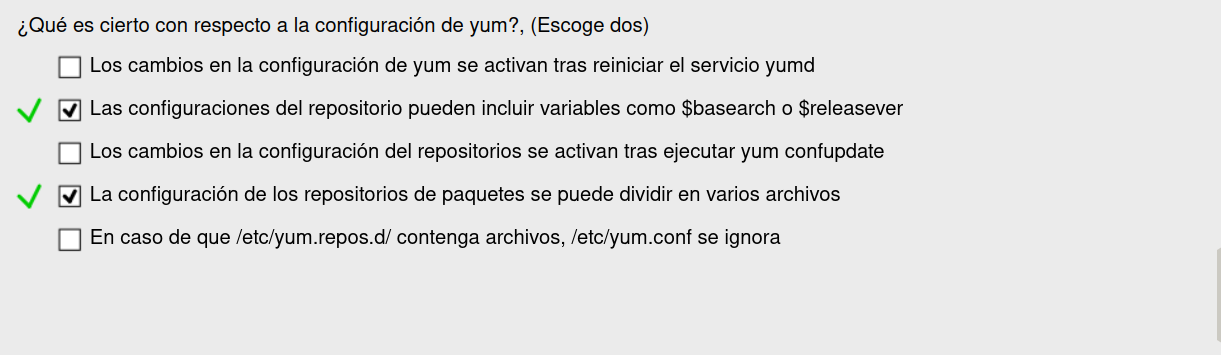 ¿Qué es cierto con respecto a la configuración de yum?, (Escoge dos)
Los cambios en la configuración de yum se activan tras reiniciar el servicio yumd
Las configuraciones del repositorio pueden incluir variables como $basearch o $releasever
Los cambios en la configuración del repositorios se activan tras ejecutar yum confupdate
La configuración de los repositorios de paquetes se puede dividir en varios archivos
En caso de que /etc/yum.repos.d/ contenga archivos, /etc/yum.conf se ignora